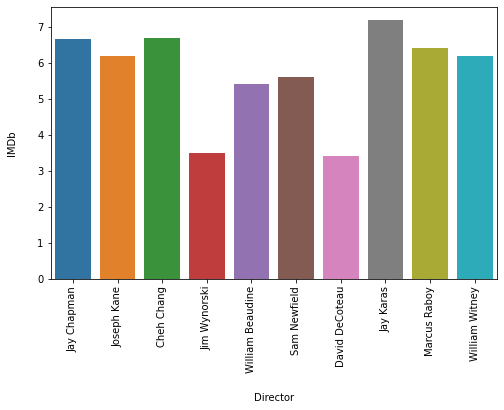 7
6
5
4
3
2
1
0
IMDb
Jay Chapman
Joseph Kane
Cheh Chang
Jim Wynorski
William Beaudine
Sam Newfield
David DeCoteau
Jay Karas
Marcus Raboy
William Witney
Director